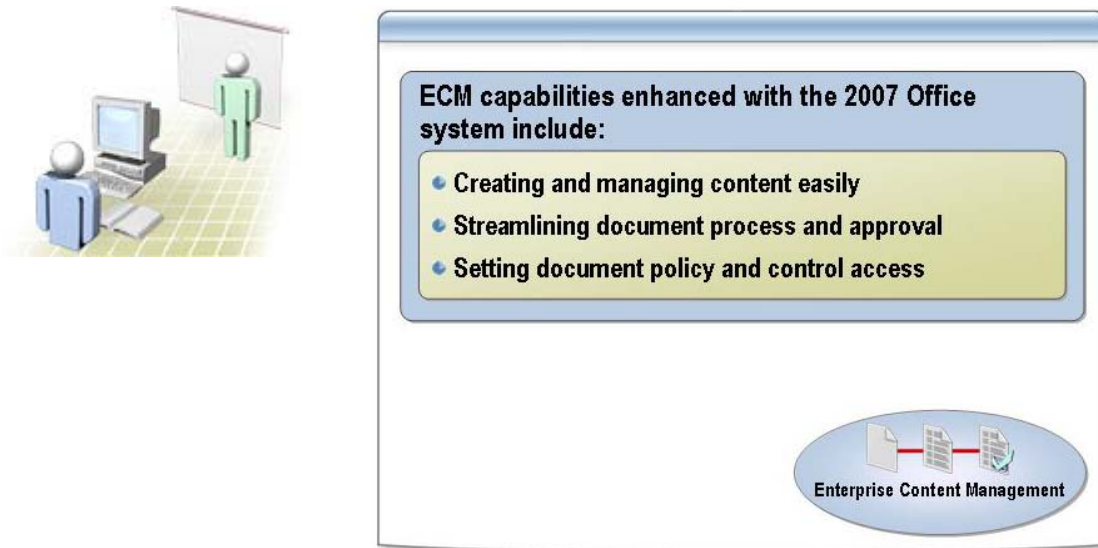 ECM capabilities enhanced with the 2007 Office
system include:
Creating and managing content easily
Streamlining document process and approval
Setting document policy and control access
Enterprise Content Management